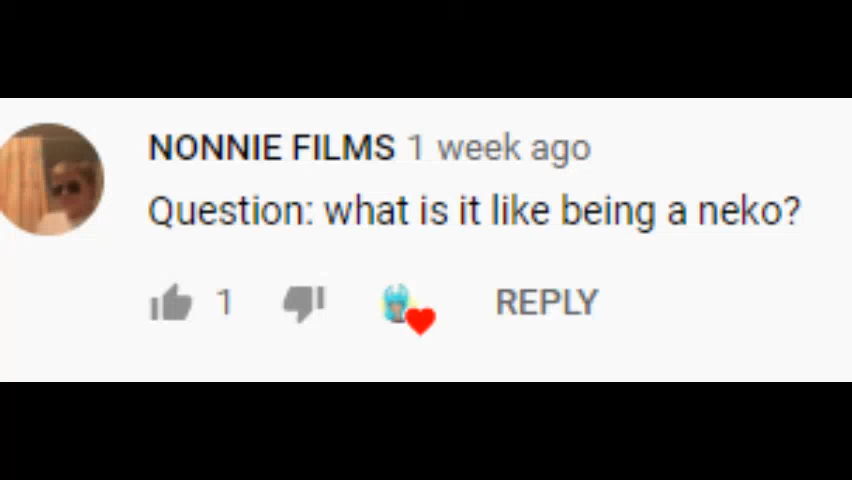 NONNIE FILMS 1 week ago
Question: what is it like being a neko?
1 REPLY